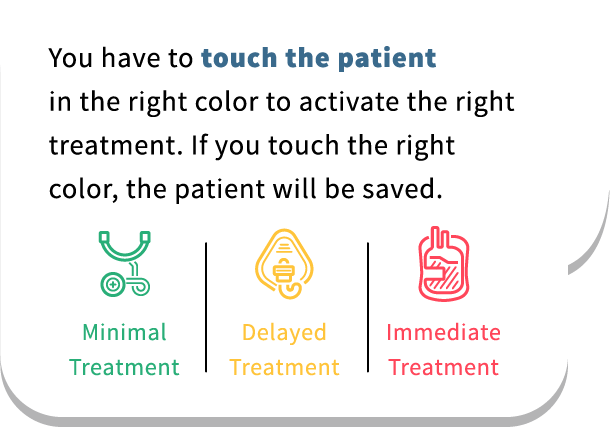 You have to touch the patient
in the right color to activate the right
treatment. If you touch the right
color, the patient will be saved.
Minimal
Treatment
Delayed
Treatment
Immediate
Treatment